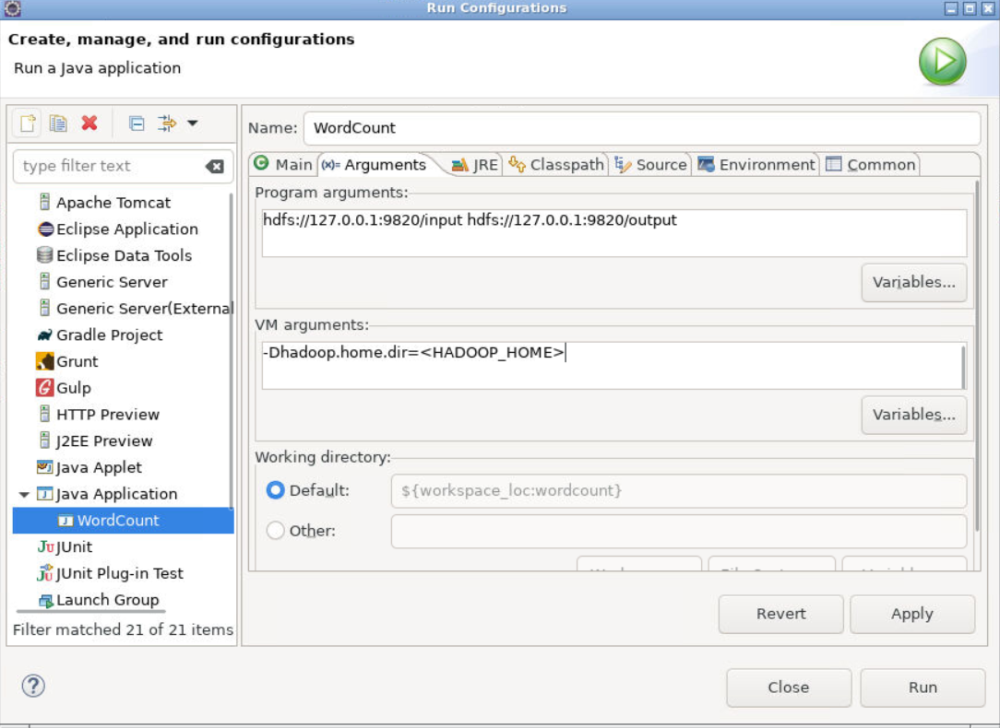 Run Configurations
Create, manage, and run configurations
Run a Java application
type filter text
Apache Tomcat
Eclipse Application
Eclipse Data Tools
Generic Server
Generic Server(External
Gradle Project
Grunt
Gulp
HTTP Preview
J2EE Preview
Java Applet
Java Application
WordCount
JUnit
JUnit Plug-in Test
Launch Group
Filter matched 21 of 21 items
Name: WordCount
Main (x)= Arguments JRE Classpath Source Environment Common
Program arguments:
hdfs://127.0.0.1:9820/input hdfs://127.0.0.1:9820/output
Variables...
VM arguments:
-Dhadoop.home.dir=<HADOOP_HOME>
Variables...
Working directory:
Default: ${workspace_loc:wordcount}
Other:
Revert Apply
Close Run